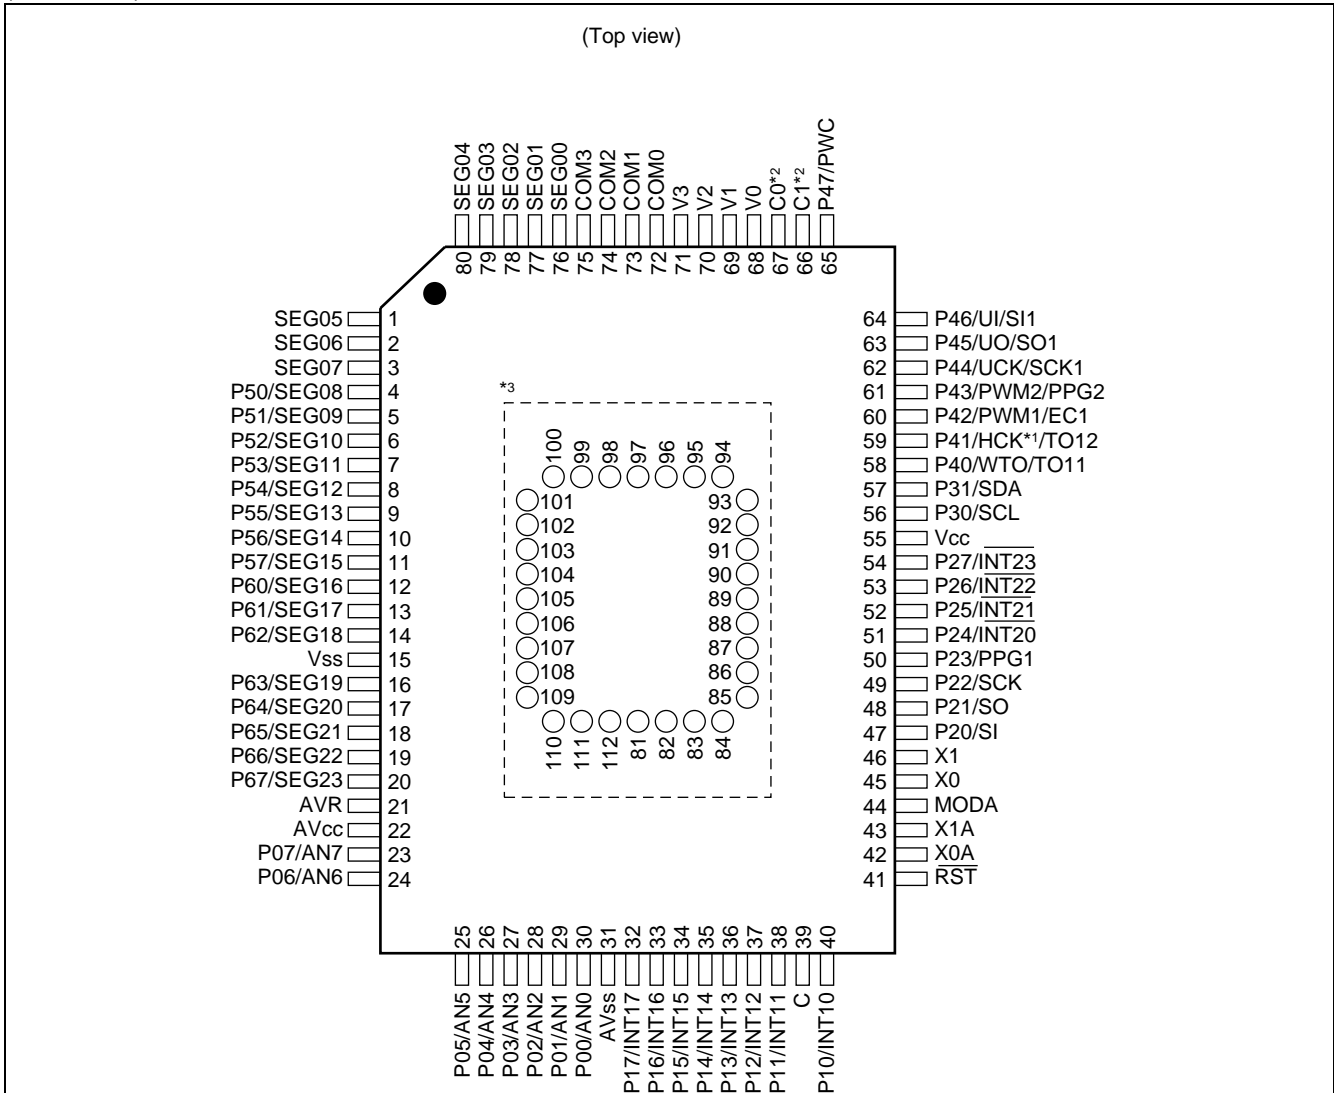 (Top view)
SEG04
SEG03
SEG02
SEG01
SEG00
COM3
COM2
COM1
COM0
V3
V2
V1
V0
C0*2
C1*2
P47/PWC
80
79
78
77
76
75
74
73
72
71
70
69
68
67
66
65
SEG05 1
SEG06 2
SEG07 3
P50/SEG08 4
P51/SEG09 5
P52/SEG10 6
P53/SEG11 7
P54/SEG12 8
P55/SEG13 9
P56/SEG14 10
P57/SEG15 11
P60/SEG16 12
P61/SEG17 13
P62/SEG18 14
Vss 15
P63/SEG19 16
P64/SEG20 17
P65/SEG21 18
P66/SEG22 19
P67/SEG23 20
AVR 21
AVcc 22
P07/AN7 23
P06/AN6 24
*3
100
99
98
97
96
95
94
101
102
103
104
105
106
107
108
109
93
92
91
90
89
88
87
86
85
110
111
112
81
82
83
84
64 P46/UI/SI1
63 P45/UO/SO1
62 P44/UCK/SCK1
61 P43/PWM2/PPG2
60 P42/PWM1/EC1
59 P41/HCK*1/TO12
58 P40/WTO/TO11
57 P31/SDA
56 P30/SCL
55 Vcc
54 P27/INT23
53 P26/INT22
52 P25/INT21
51 P24/INT20
50 P23/PPG1
49 P22/SCK
48 P21/SO
47 P20/SI
46 X1
45 X0
44 MODA
43 X1A
42 X0A
41 RST
25
26
27
28
29
30
31
32
33
34
35
36
37
38
39
40
P05/AN5
P04/AN4
P03/AN3
P02/AN2
P01/AN1
P00/AN0
AVss
P17/INT17
P16/INT16
P15/INT15
P14/INT14
P13/INT13
P12/INT12
P11/INT11
C
P10/INT10